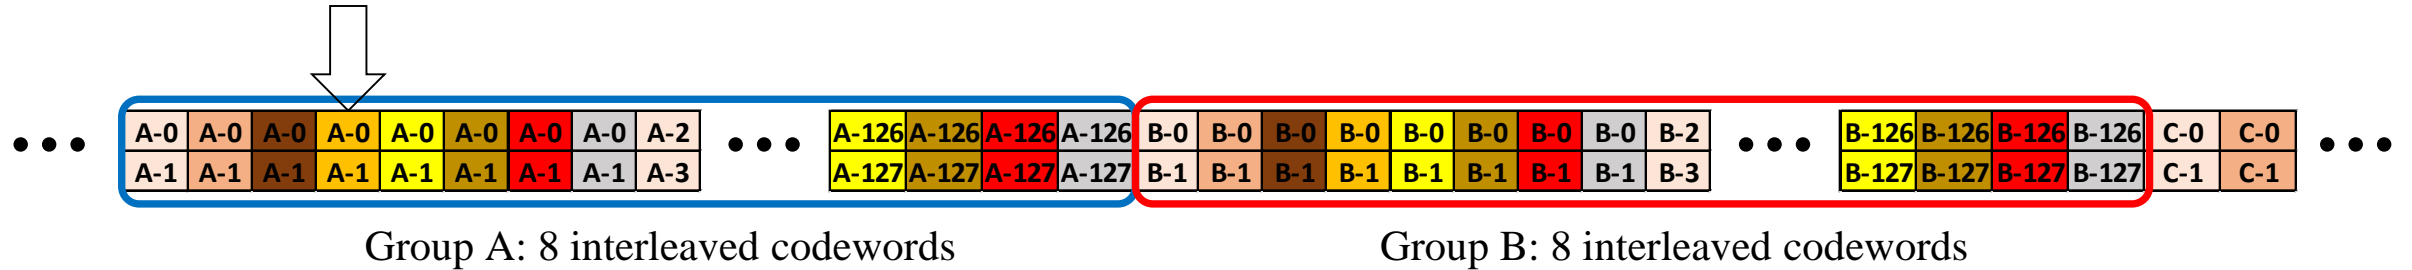 ••• A-0 A-0 A-0 A-0 A-0 A-0 A-0 A-0 A-2 ••• A-126 A-126 A-126 A-126 B-0 B-0 B-0 B-0 B-0 B-0 B-0 B-0 B-2 ••• B-126 B-126 B-126 B-126 C-0 C-0 •••
A-1 A-1 A-1 A-1 A-1 A-1 A-1 A-1 A-3 A-127 A-127 A-127 A-127 B-1 B-1 B-1 B-1 B-1 B-1 B-1 B-1 B-3 B-127 B-127 B-127 B-127 C-1 C-1
Group A: 8 interleaved codewords
Group B: 8 interleaved codewords